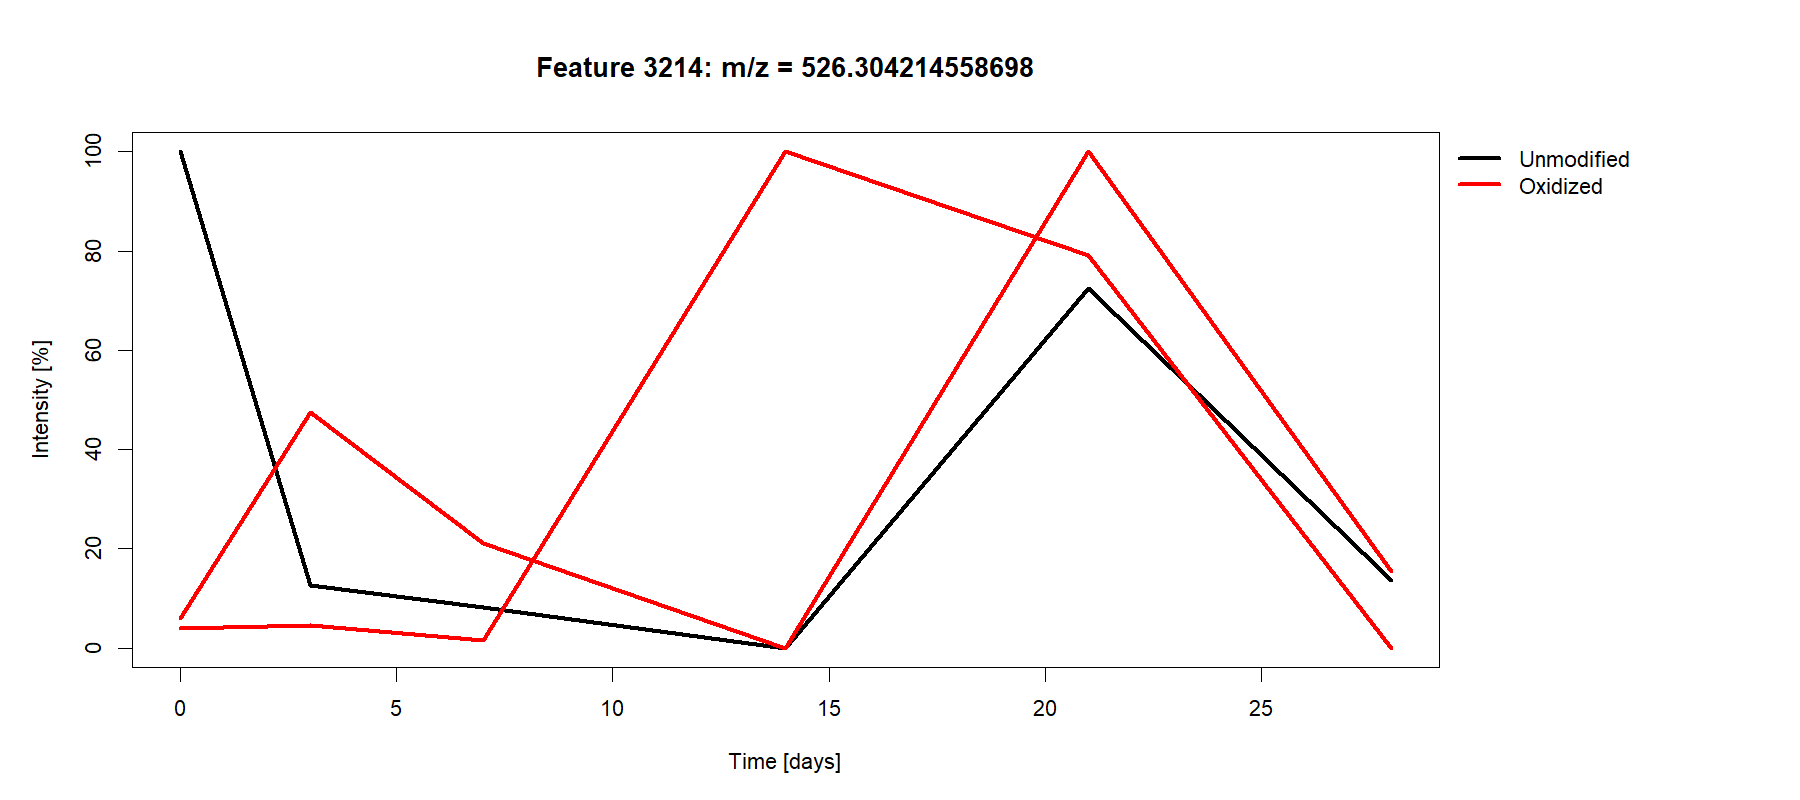 Feature 3214: m/z = 526.304214558698
Unmodified
Oxidized
Intensity [%]
100
80
60
40
20
0
0 5 10 15 20 25
Time [days]